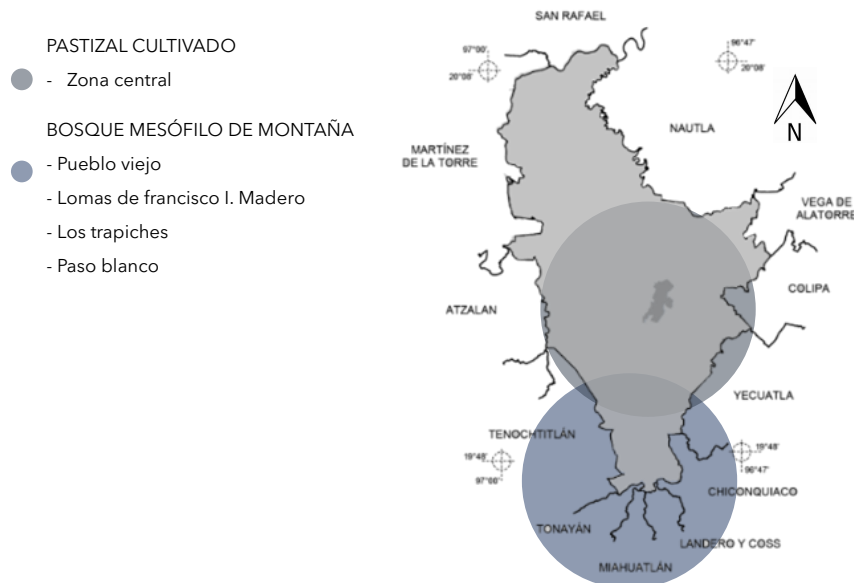 PASTIZAL CULTIVADO
- Zona central
BOSQUE MESÓFILO DE MONTAÑA
- Pueblo viejo
- Lomas de francisco I. Madero
- Los trapiches
- Paso blanco
SAN RAFAEL
97°00'
20°08'
96°47'
20°08'
N
NAUTLA
MARTÍNEZ
DE LA TORRE
VEGA DE
ALATORRE
COLIPA
ATZALAN
YECUATLA
TENOCHTITLÁN
19°48'
97°00'
19°48'
96°47'
CHICONQUIACO
TONAYÁN
LANDERO Y COSS
MIAHUATLÁN